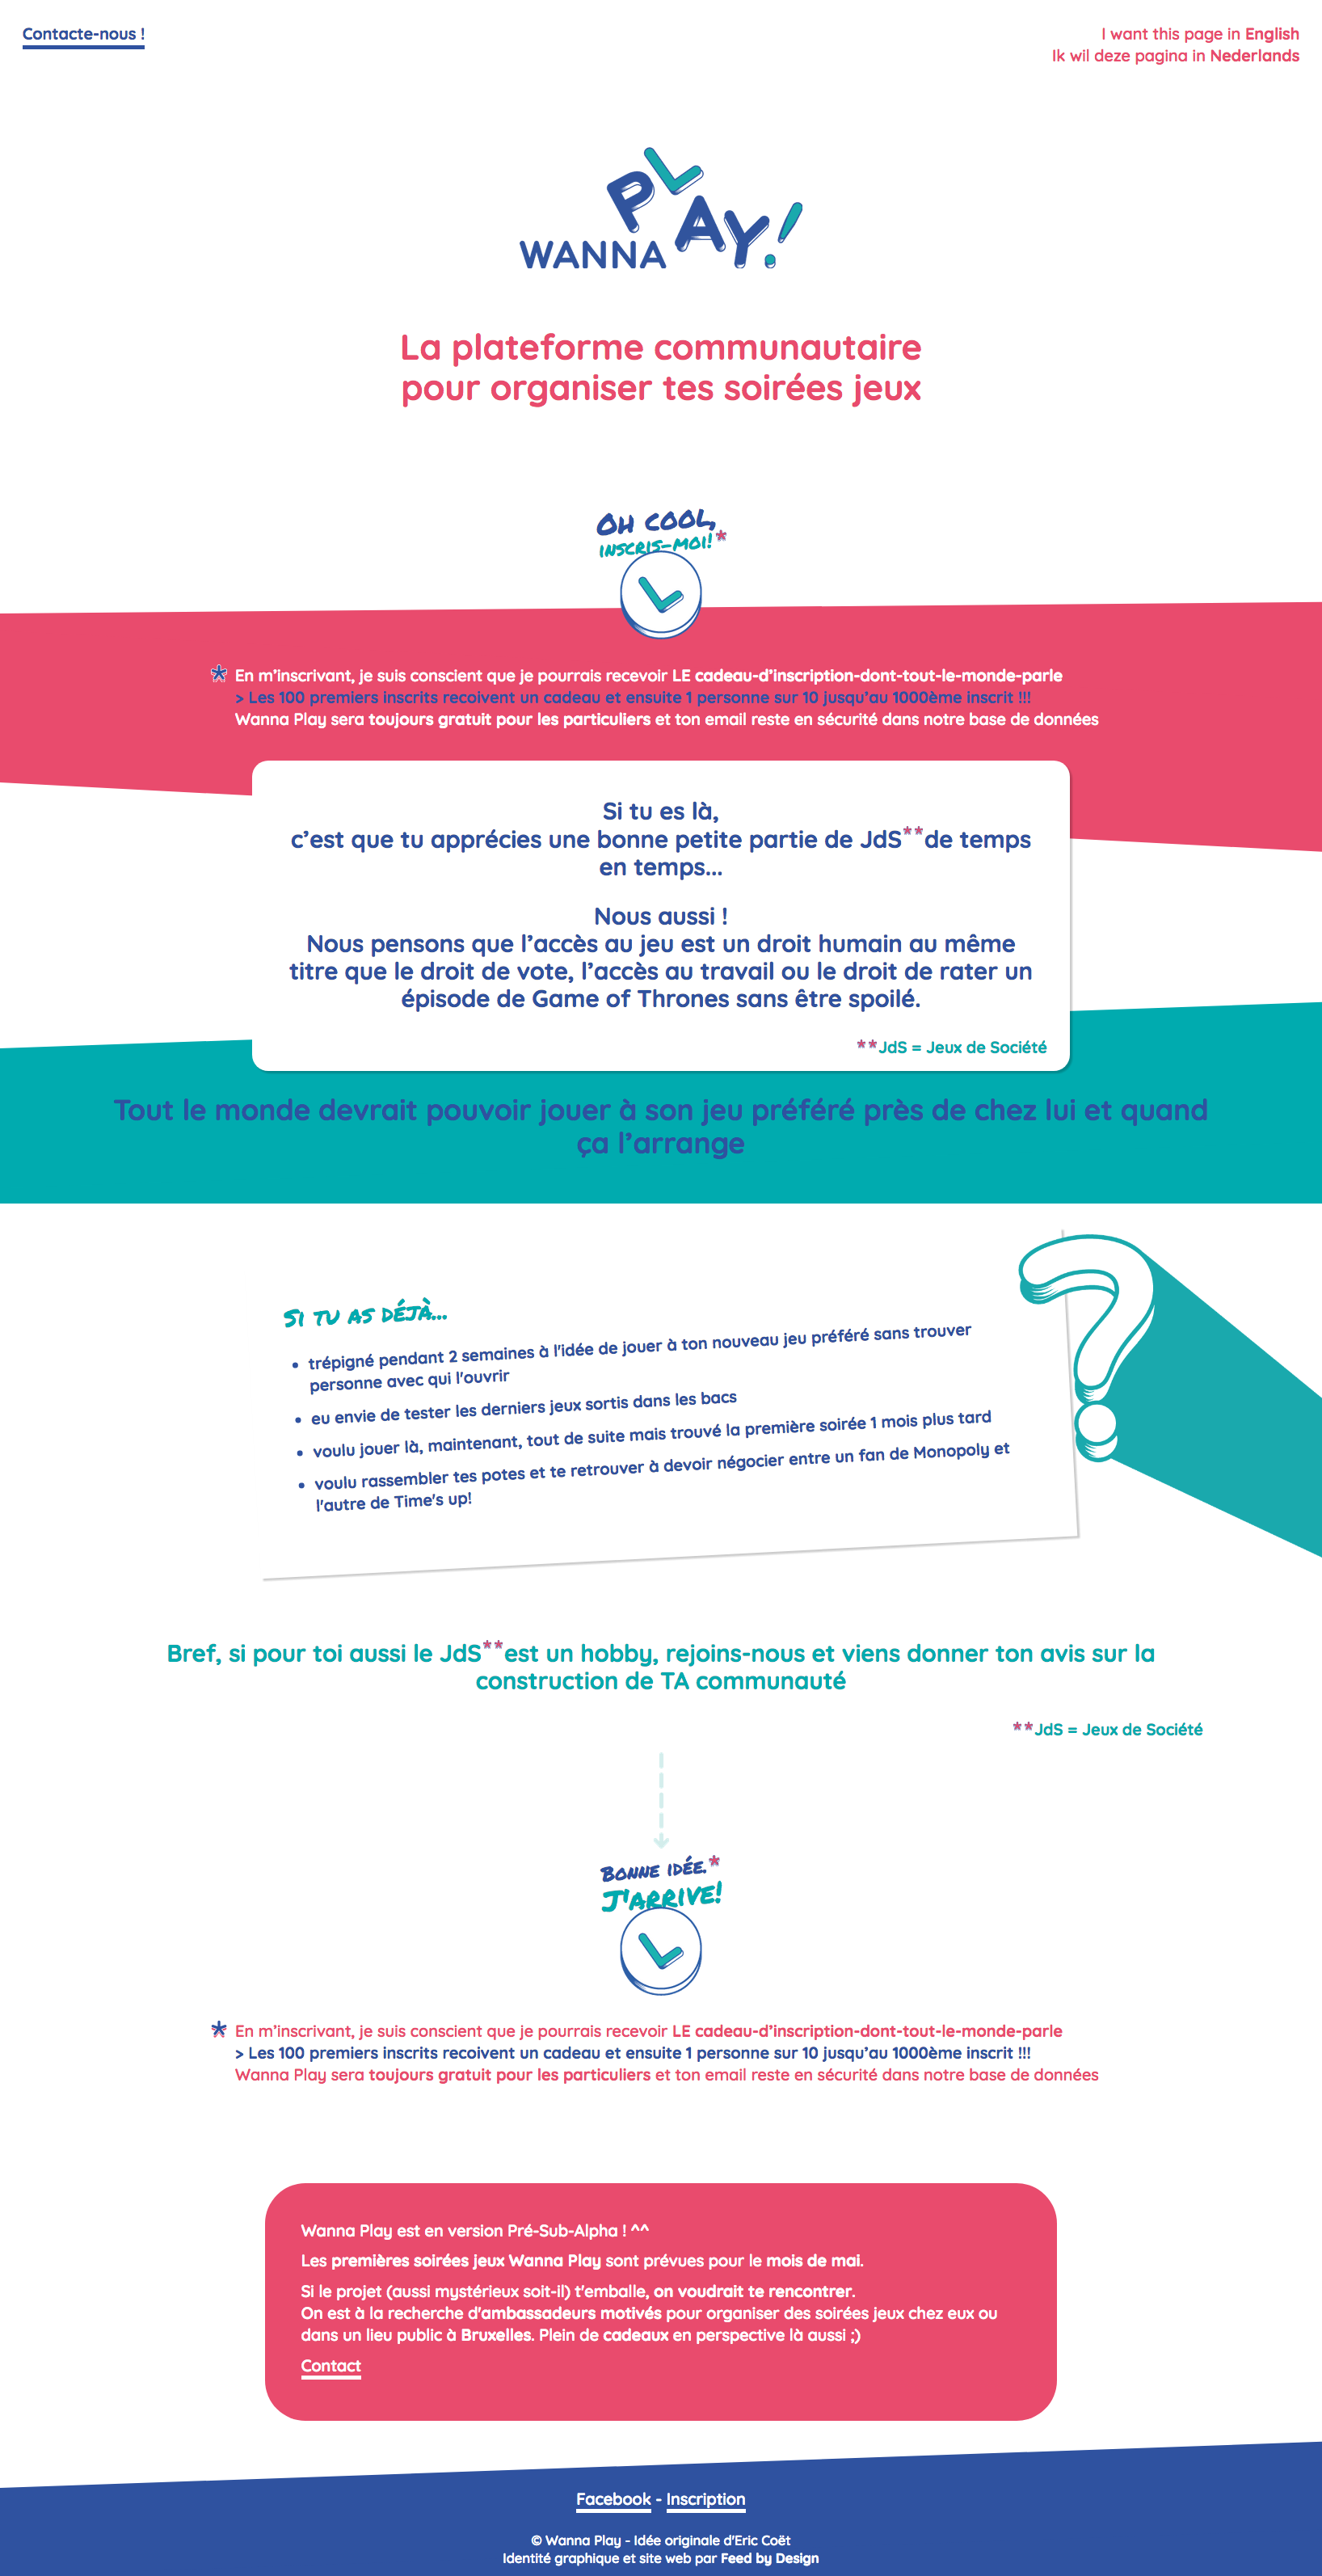 Contacte-nous !
I want this page in English
Ik wil deze pagina in Nederlands
WANNA PLAY!
La plateforme communautaire
pour organiser tes soirées jeux
OH COOL,
INSCRIS-MOI!*
* En m’inscrivant, je suis conscient que je pourrais recevoir LE cadeau-d’inscription-dont-tout-le-monde-parle
> Les 100 premiers inscrits recoivent un cadeau et ensuite 1 personne sur 10 jusqu’au 1000ème inscrit !!!
Wanna Play sera toujours gratuit pour les particuliers et ton email reste en sécurité dans notre base de données
Si tu es là,
c’est que tu apprécies une bonne petite partie de JdS**de temps
en temps...
Nous aussi !
Nous pensons que l’accès au jeu est un droit humain au même
titre que le droit de vote, l’accès au travail ou le droit de rater un
épisode de Game of Thrones sans être spoilé.
**JdS = Jeux de Société
Tout le monde devrait pouvoir jouer à son jeu préféré près de chez lui et quand
ça l’arrange
SI TU AS DÉJÀ...
• trépigné pendant 2 semaines à l'idée de jouer à ton nouveau jeu préféré sans trouver
personne avec qui l'ouvrir
• eu envie de tester les derniers jeux sortis dans les bacs
• voulu jouer là, maintenant, tout de suite mais trouvé la première soirée 1 mois plus tard
• voulu rassembler tes potes et te retrouver à devoir négocier entre un fan de Monopoly et
l'autre de Time's up!
?
Bref, si pour toi aussi le JdS**est un hobby, rejoins-nous et viens donner ton avis sur la
construction de TA communauté
**JdS = Jeux de Société
BONNE IDÉE.*
J'ARRIVE!
* En m’inscrivant, je suis conscient que je pourrais recevoir LE cadeau-d’inscription-dont-tout-le-monde-parle
> Les 100 premiers inscrits recoivent un cadeau et ensuite 1 personne sur 10 jusqu’au 1000ème inscrit !!!
Wanna Play sera toujours gratuit pour les particuliers et ton email reste en sécurité dans notre base de données
Wanna Play est en version Pré-Sub-Alpha ! ^^
Les premières soirées jeux Wanna Play sont prévues pour le mois de mai.
Si le projet (aussi mystérieux soit-il) t'emballe, on voudrait te rencontrer.
On est à la recherche d'ambassadeurs motivés pour organiser des soirées jeux chez eux ou
dans un lieu public à Bruxelles. Plein de cadeaux en perspective là aussi ;)
Contact
Facebook - Inscription
© Wanna Play - Idée originale d'Eric Coët
Identité graphique et site web par Feed by Design